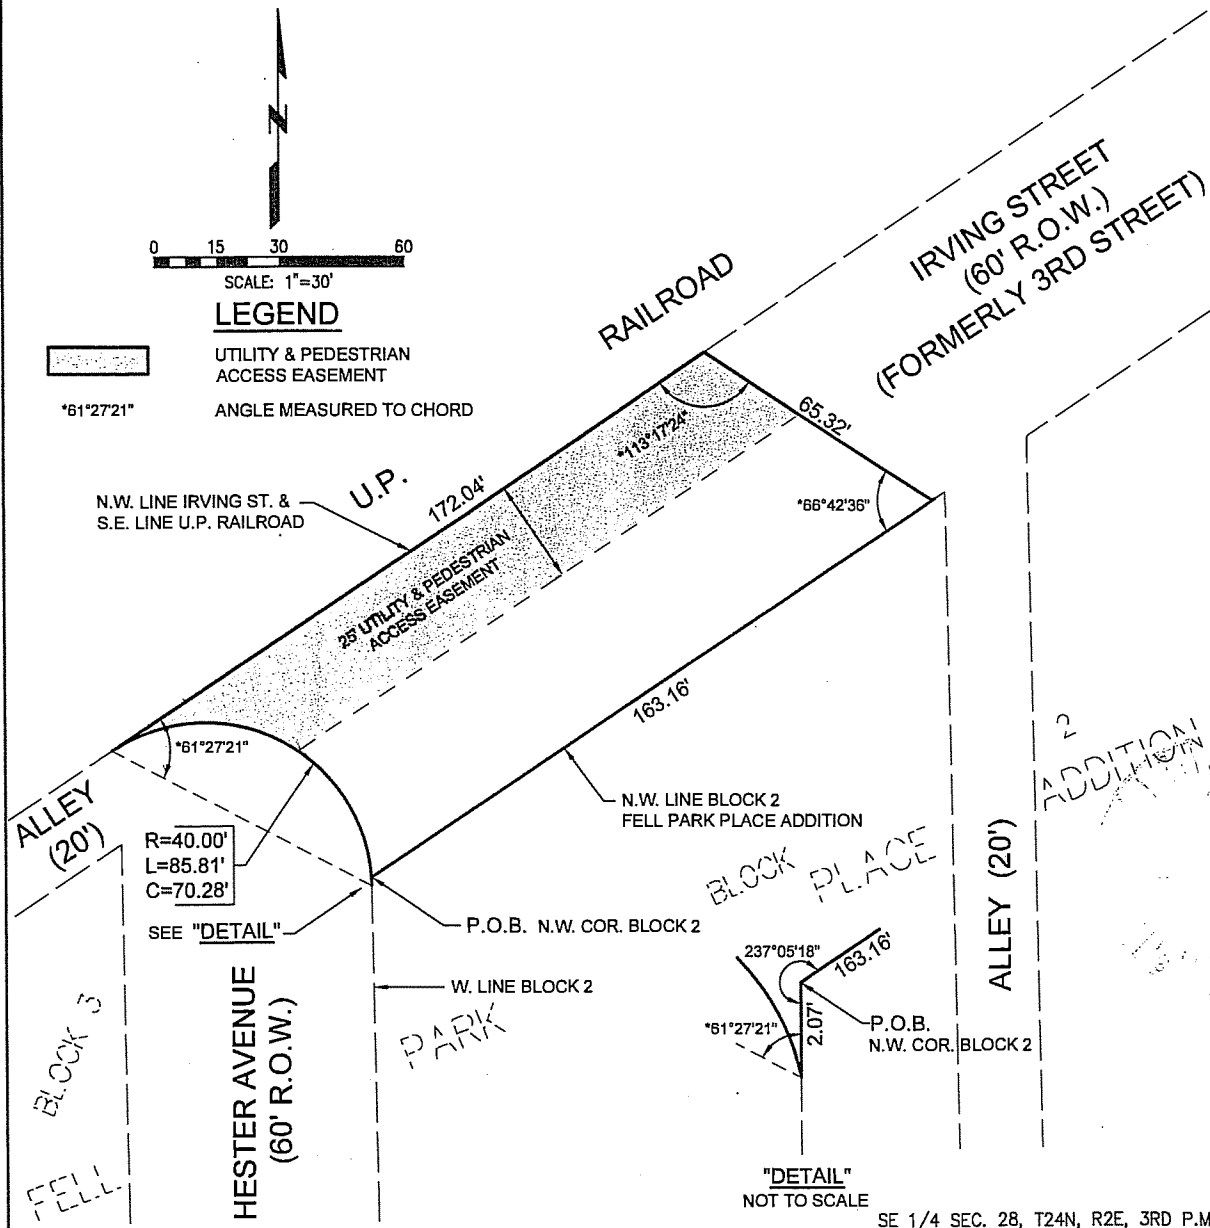 N
0 15 30 60
SCALE: 1"=30'
LEGEND
UTILITY & PEDESTRIAN
ACCESS EASEMENT
*61°27'21"
ANGLE MEASURED TO CHORD
RAILROAD
IRVING STREET
(60' R.O.W.)
(FORMERLY 3RD STREET)
U.P.
N.W. LINE IRVING ST. &
S.E. LINE U.P. RAILROAD
172.04'
*113°17'24"
65.32'
*66°42'36"
25' UTILITY & PEDESTRIAN
ACCESS EASEMENT
163.16'
*61°27'21"
N.W. LINE BLOCK 2
FELL PARK PLACE ADDITION
ALLEY
(20')
R=40.00'
L=85.81'
C=70.28'
SEE "DETAIL"
P.O.B. N.W. COR. BLOCK 2
W. LINE BLOCK 2
HESTER AVENUE
(60' R.O.W.)
BLOCK 3
FELL
PARK
BLOCK
PLACE
2
ADDITION
ALLEY (20')
237°05'18"
163.16'
*61°27'21"
2.07'
P.O.B.
N.W. COR. BLOCK 2
"DETAIL"
NOT TO SCALE
SE 1/4 SEC. 28, T24N, R2E, 3RD P.M